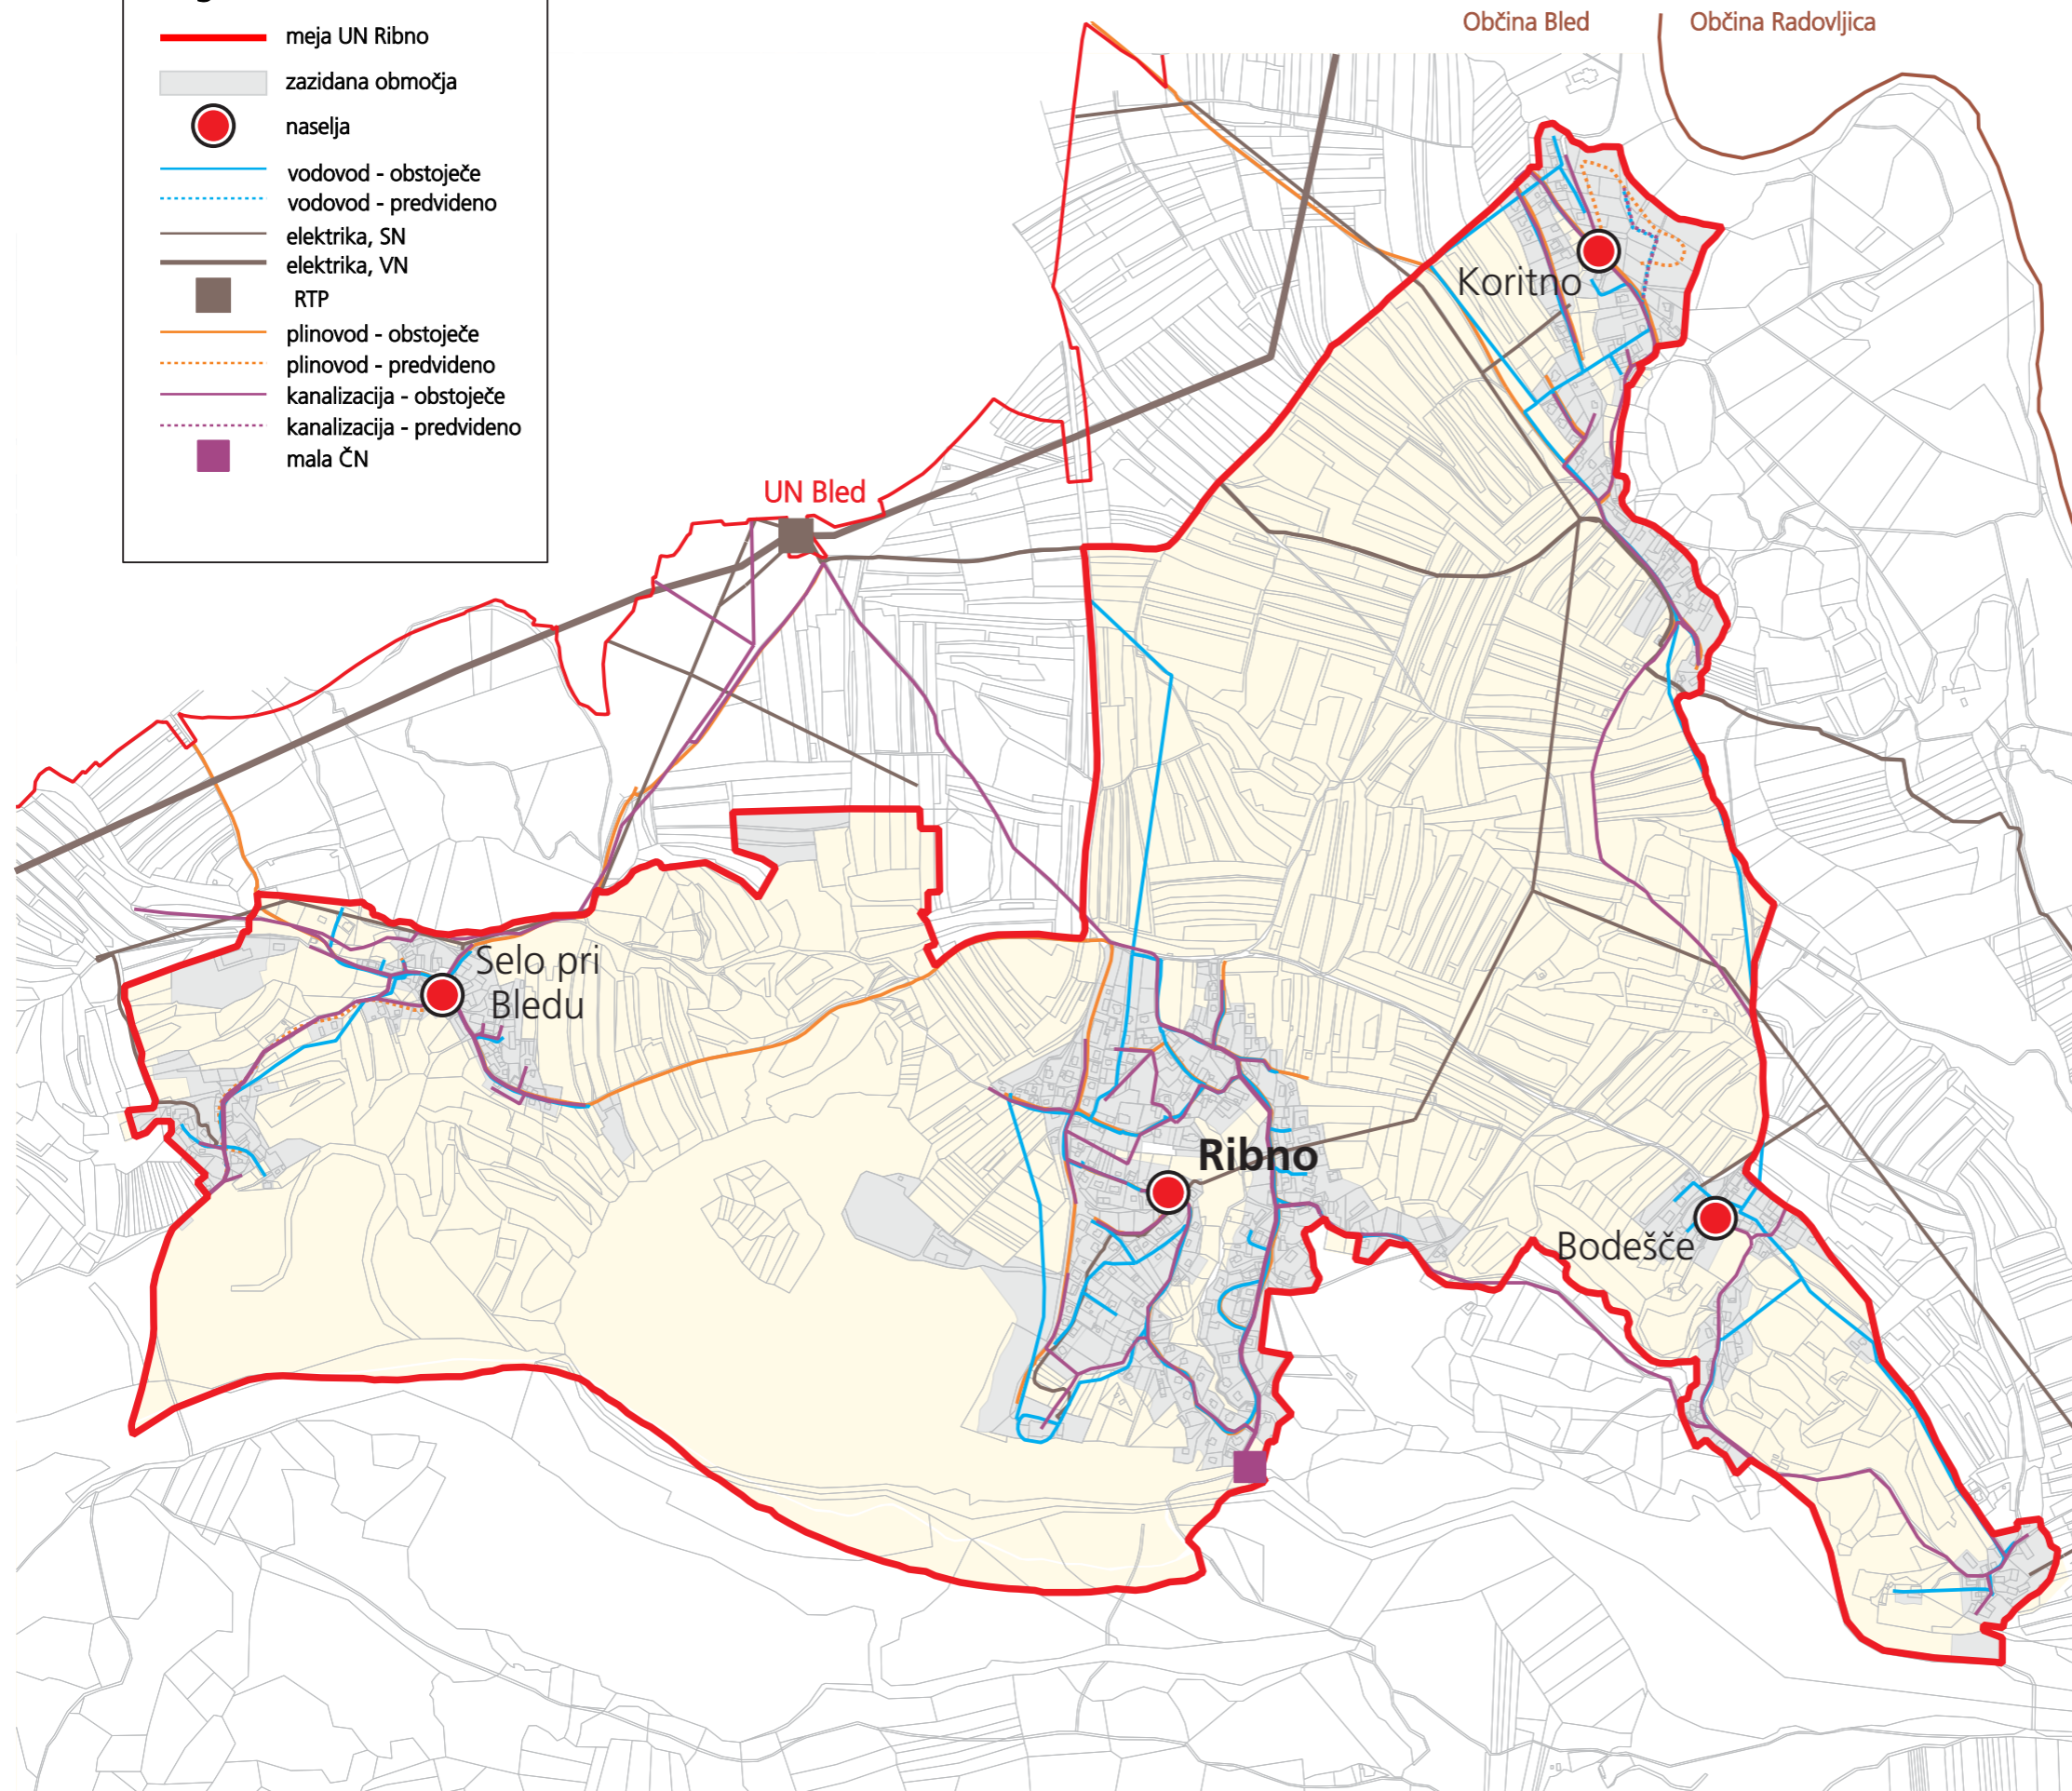 meja UN Ribno
zazidana območja
naselja
vodovod - obstoječe
vodovod - predvideno
elektrika, SN
elektrika, VN
RTP
plinovod - obstoječe
plinovod - predvideno
kanalizacija - obstoječe
kanalizacija - predvideno
mala ČN
Občina Bled
Občina Radovljica
Koritno
UN Bled
Selo pri
Bledu
Ribno
Bodešče